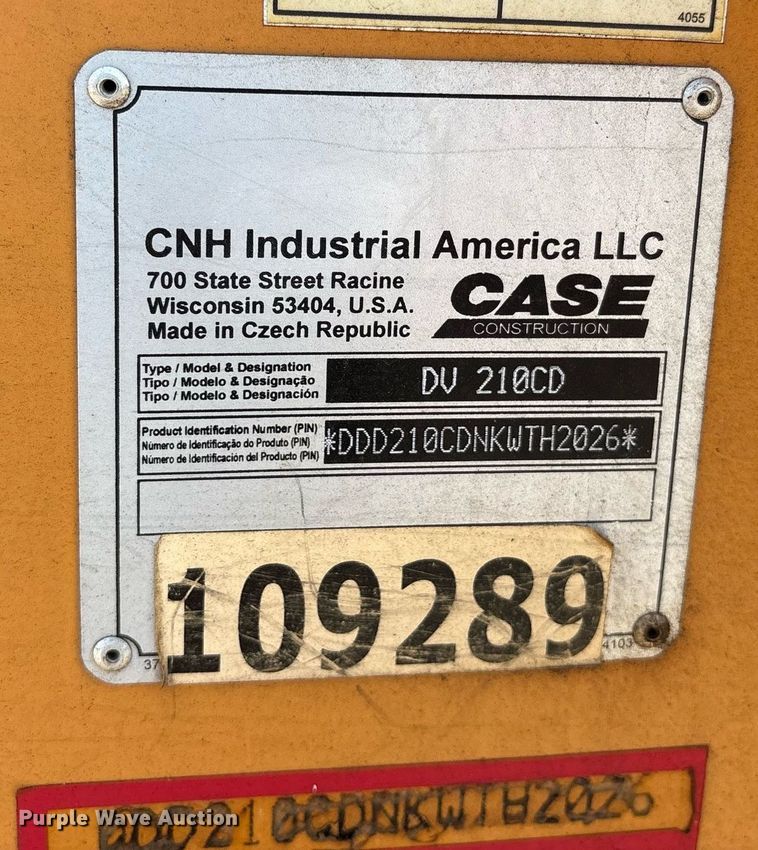 4055
CNH Industrial America LLC
700 State Street Racine
Wisconsin 53404, U.S.A.
Made in Czech Republic
CASE
CONSTRUCTION
Type / Model & Designation
Tipo / Modelo & Designação
Tipo / Modelo & Designación
DV 210CD
Product Identification Number (PIN)
Número de Identificação do Produto (PIN)
Número de Identificación del Producto (PIN)
*DDD210CDNKWTH2026*
109289
4103
DDD210CDNKWTH2026
Purple Wave Auction